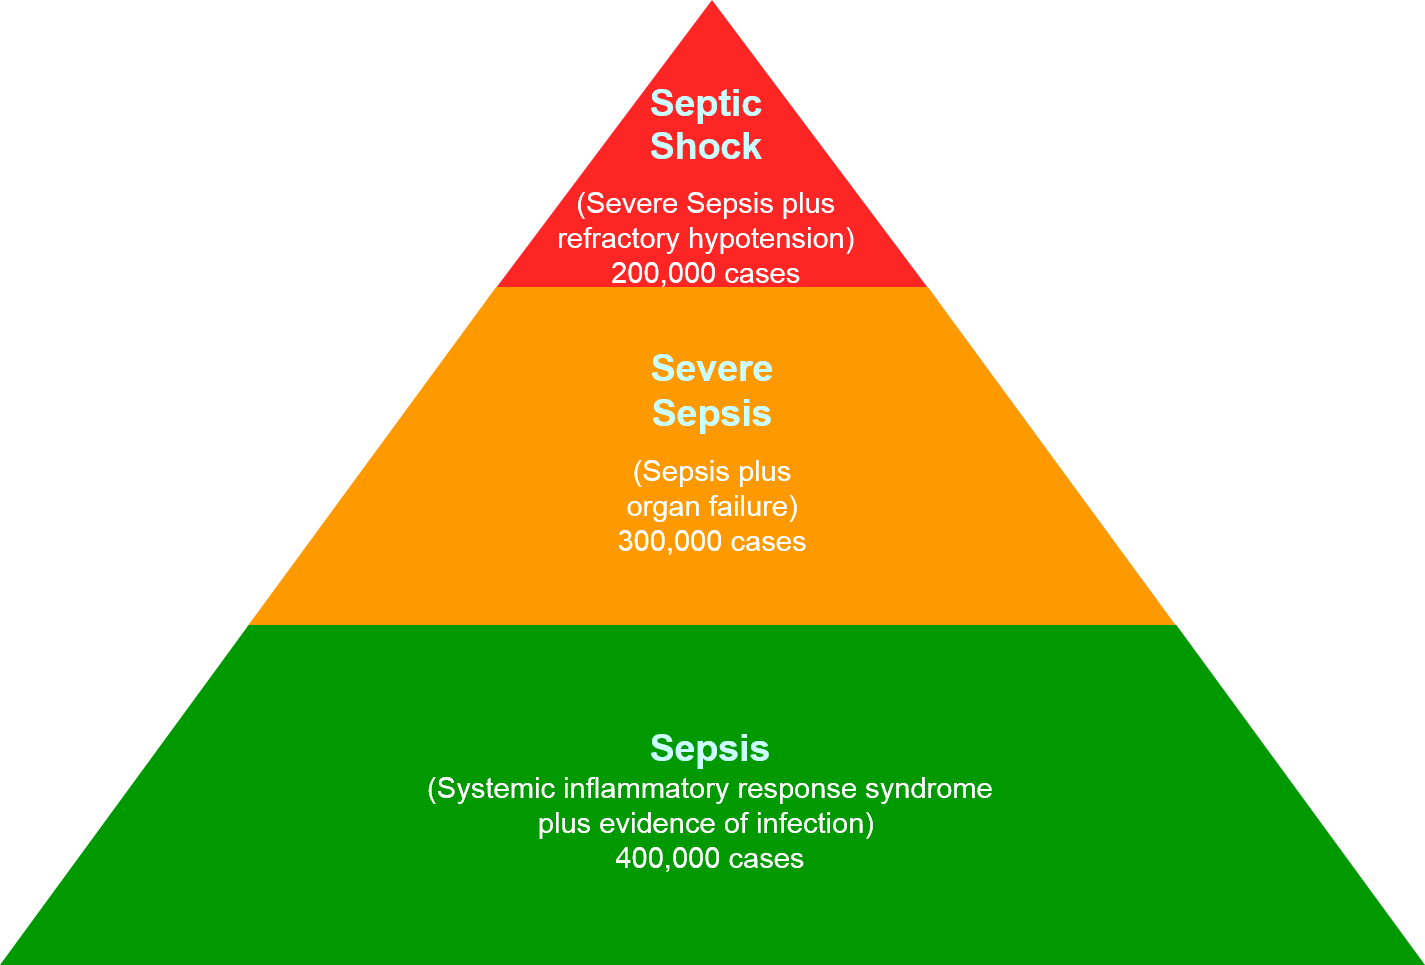 Septic
Shock
(Severe Sepsis plus
refractory hypotension)
200,000 cases
Severe
Sepsis
(Sepsis plus
organ failure)
300,000 cases
Sepsis
(Systemic inflammatory response syndrome
plus evidence of infection)
400,000 cases